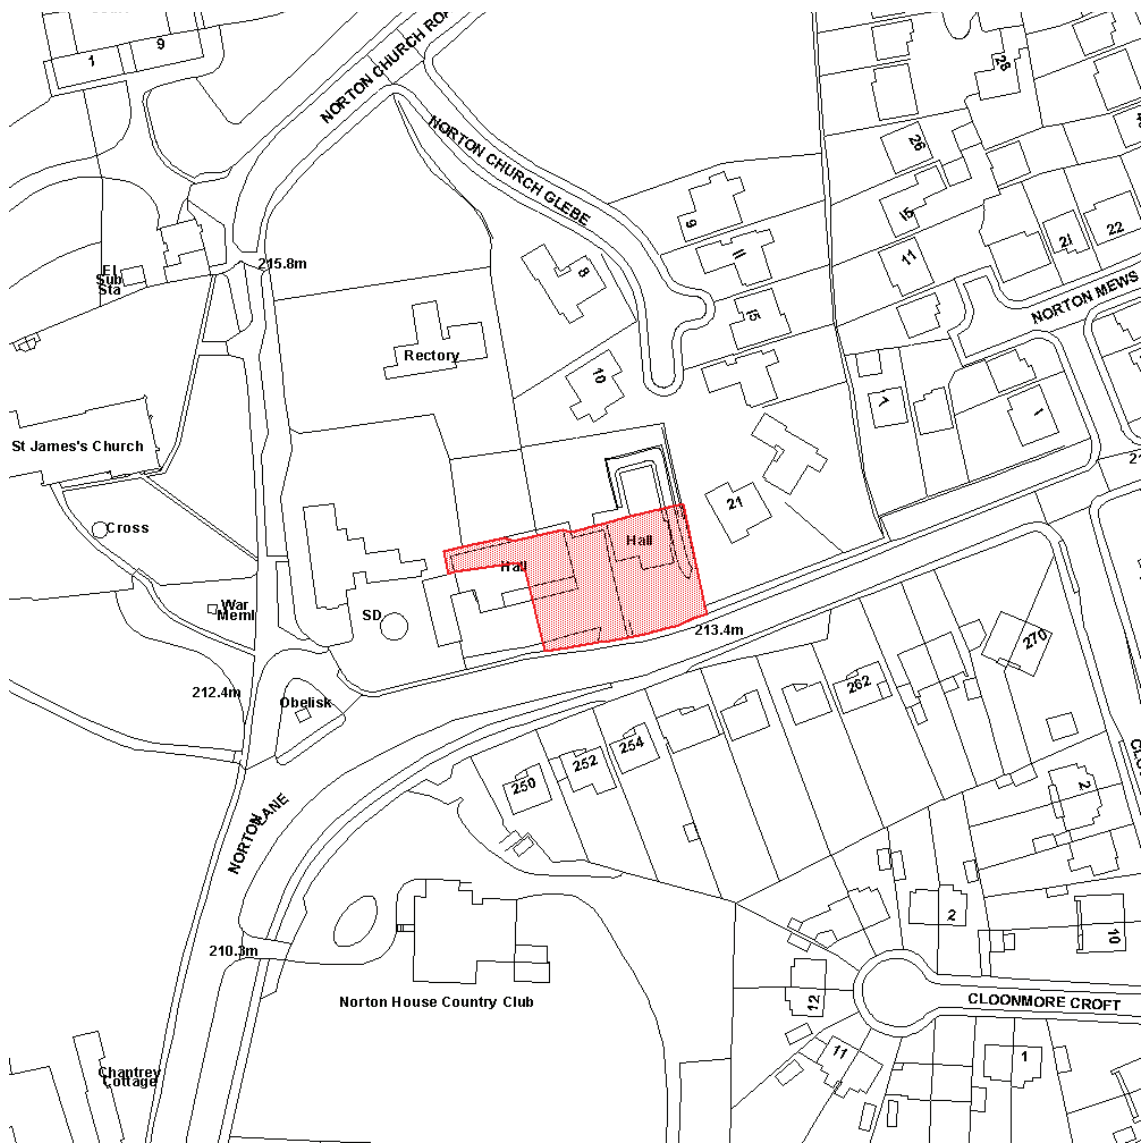 1
9
NORTON CHURCH ROA
NORTON CHURCH GLEBE
28
26
9
15
11
21
22
11
8
215.8m
El
Sub
Sta
15
NORTON MEWS
Rectory
10
17
1
St James's Church
21
Cross
Hall
Hall
War
Meml
SD
213.4m
270
212.4m
Obelisk
262
254
252
250
2
NORTON
LANE
2
10
210.3m
Norton House Country Club
12
CLOONMORE CROFT
11
1
Chantrey
Cottage